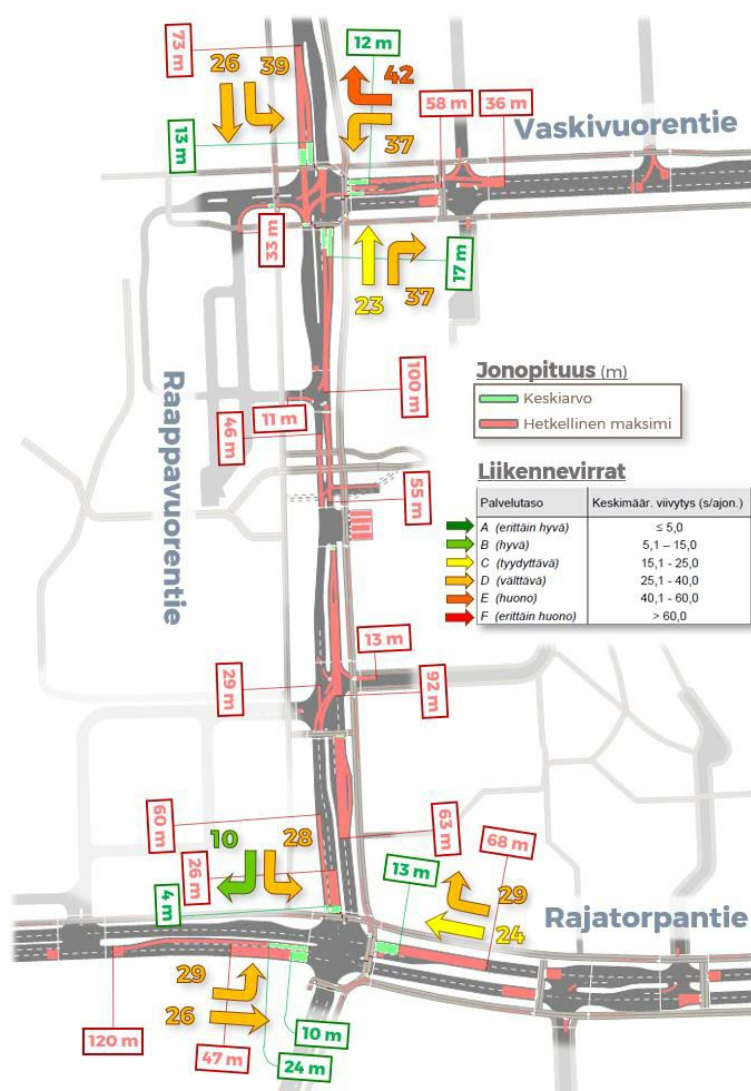 73 m
26
39
12 m
42
37
58 m
36 m
Vaskivuorentie
13 m
33 m
23
37
17 m
Raappavuorentie
100 m
11 m
46 m
55 m
Jonopituus (m)
Keskiarvo
Hetkellinen maksimi
Liikennevirrat
Palvelutaso Keskimäär. viivytys (s/ajon.)
A (erittäin hyvä) ≤ 5,0
B (hyvä) 5,1 – 15,0
C (tyydyttävä) 15,1 - 25,0
D (välttävä) 25,1 - 40,0
E (huono) 40,1 - 60,0
F (erittäin huono) > 60,0
13 m
29 m
92 m
60 m
10
28
63 m
68 m
26 m
4 m
13 m
29
24
Rajatorpantie
29
26
120 m
47 m
24 m
10 m